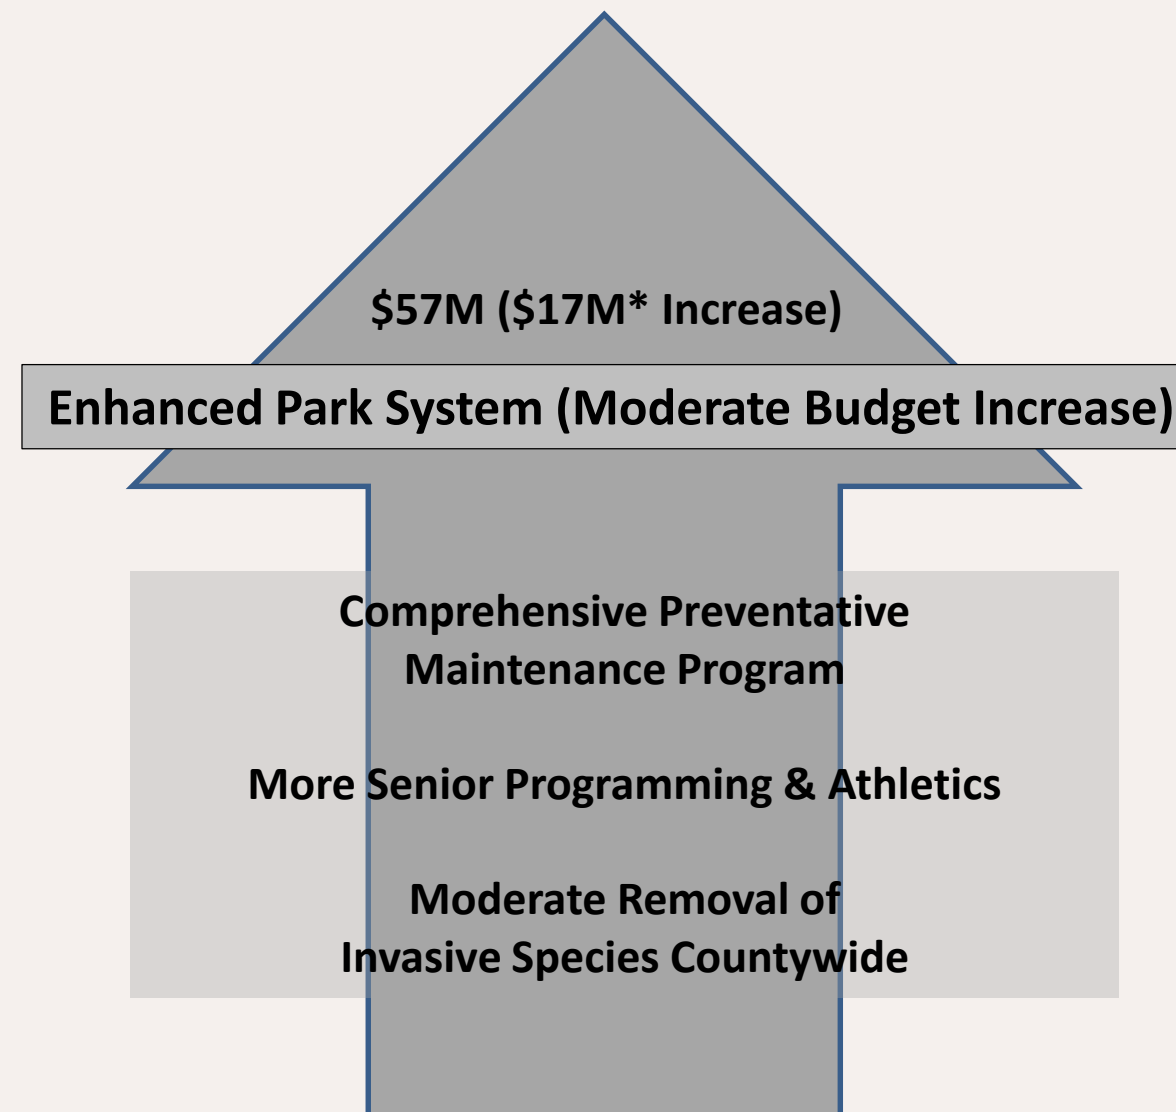 $57M ($17M* Increase)
Enhanced Park System (Moderate Budget Increase)
Comprehensive Preventative
Maintenance Program
More Senior Programming & Athletics
Moderate Removal of
Invasive Species Countywide